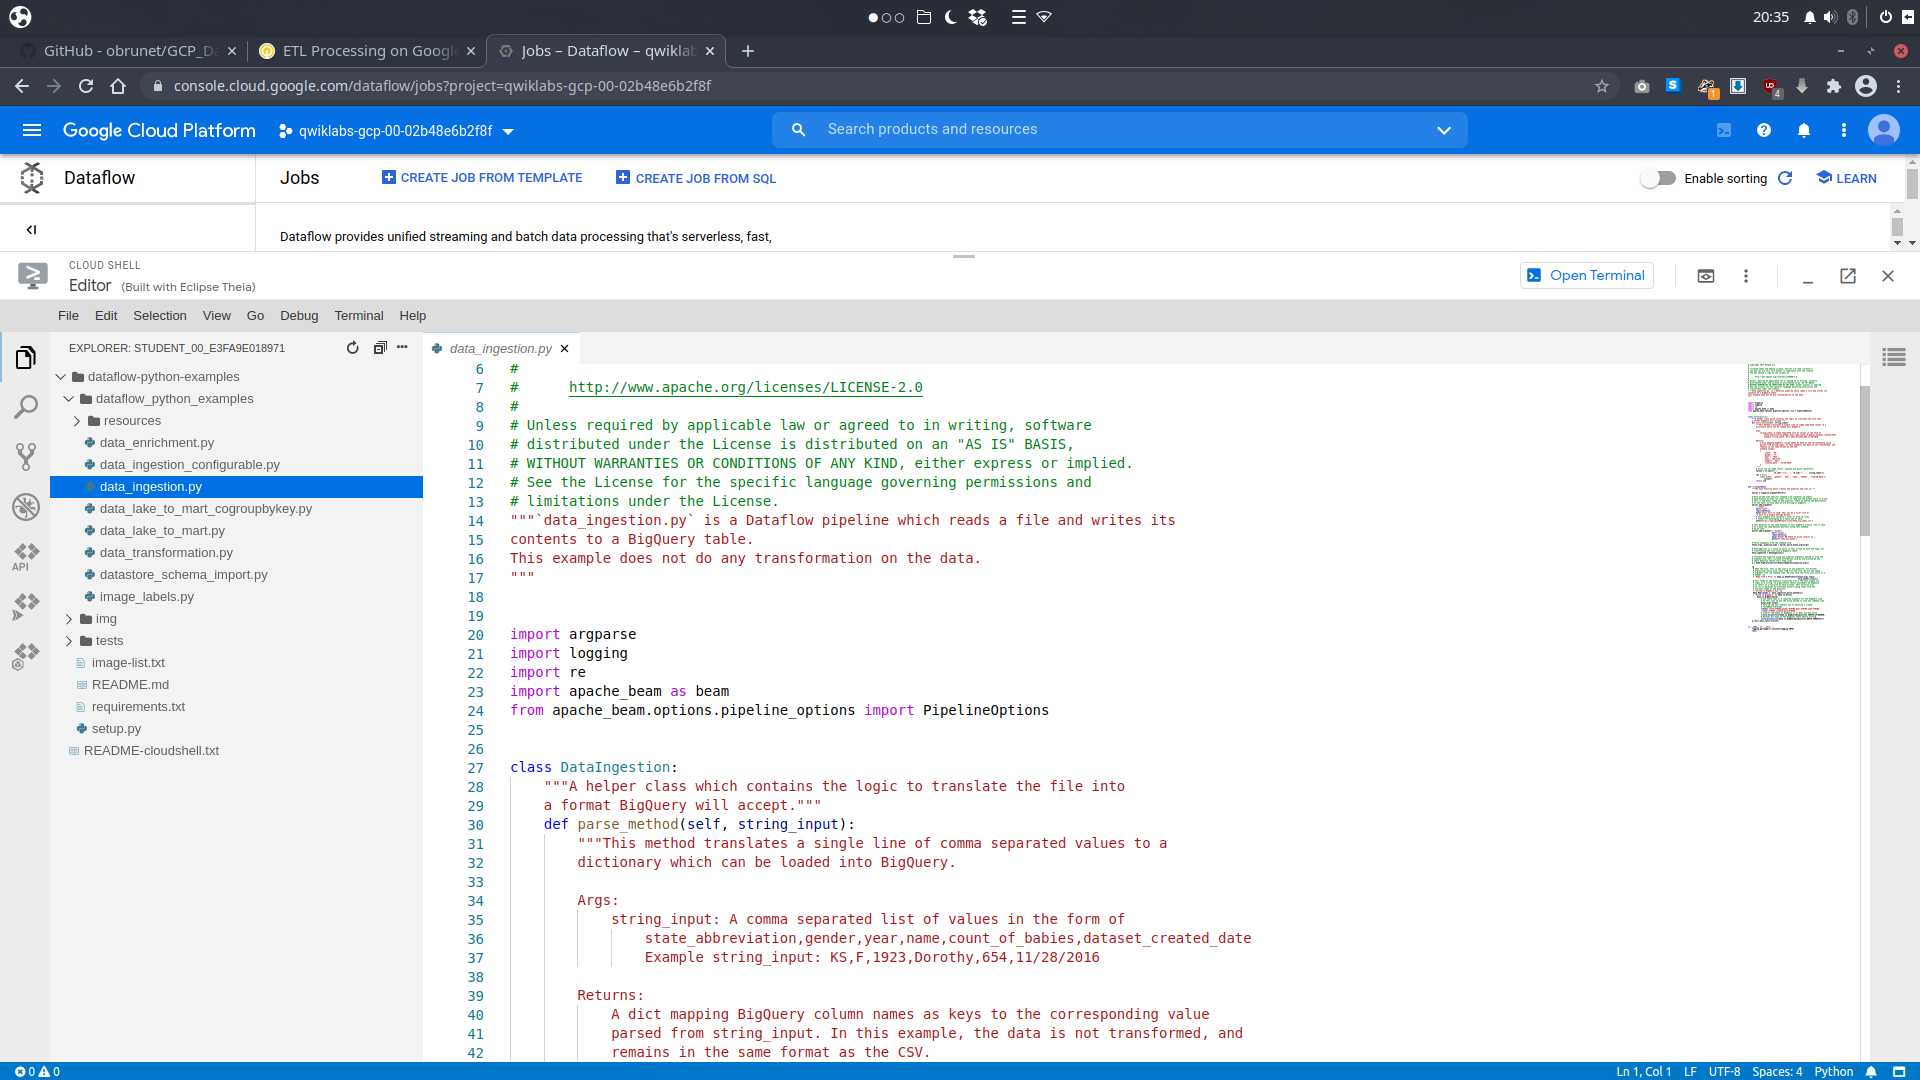 20:35
GitHub - obrunet/GCP_Da
ETL Processing on Google
Jobs – Dataflow – qwiklab
console.cloud.google.com/dataflow/jobs?project=qwiklabs-gcp-00-02b48e6b2f8f
1
4
Google Cloud Platform
qwiklabs-gcp-00-02b48e6b2f8f
Search products and resources
Dataflow
Jobs
CREATE JOB FROM TEMPLATE
CREATE JOB FROM SQL
Enable sorting
LEARN
Dataflow provides unified streaming and batch data processing that's serverless, fast,
CLOUD SHELL
Editor (Built with Eclipse Theia)
Open Terminal
File Edit Selection View Go Debug Terminal Help
EXPLORER: STUDENT_00_E3FA9E018971
dataflow-python-examples
dataflow_python_examples
resources
data_enrichment.py
data_ingestion_configurable.py
data_ingestion.py
data_lake_to_mart_cogroupbykey.py
data_lake_to_mart.py
data_transformation.py
datastore_schema_import.py
image_labels.py
img
tests
image-list.txt
README.md
requirements.txt
setup.py
README-cloudshell.txt
API
data_ingestion.py
6 #
7 #      http://www.apache.org/licenses/LICENSE-2.0
8 #
9 # Unless required by applicable law or agreed to in writing, software
10 # distributed under the License is distributed on an "AS IS" BASIS,
11 # WITHOUT WARRANTIES OR CONDITIONS OF ANY KIND, either express or implied.
12 # See the License for the specific language governing permissions and
13 # limitations under the License.
14 """`data_ingestion.py` is a Dataflow pipeline which reads a file and writes its
15 contents to a BigQuery table.
16 This example does not do any transformation on the data.
17 """
18
19
20 import argparse
21 import logging
22 import re
23 import apache_beam as beam
24 from apache_beam.options.pipeline_options import PipelineOptions
25
26
27 class DataIngestion:
28     """A helper class which contains the logic to translate the file into
29     a format BigQuery will accept."""
30     def parse_method(self, string_input):
31         """This method translates a single line of comma separated values to a
32         dictionary which can be loaded into BigQuery.
33
34         Args:
35             string_input: A comma separated list of values in the form of
36                 state_abbreviation,gender,year,name,count_of_babies,dataset_created_date
37                 Example string_input: KS,F,1923,Dorothy,654,11/28/2016
38
39         Returns:
40             A dict mapping BigQuery column names as keys to the corresponding value
41             parsed from string_input. In this example, the data is not transformed, and
42             remains in the same format as the CSV.
0 0
Ln 1, Col 1 LF UTF-8 Spaces: 4 Python